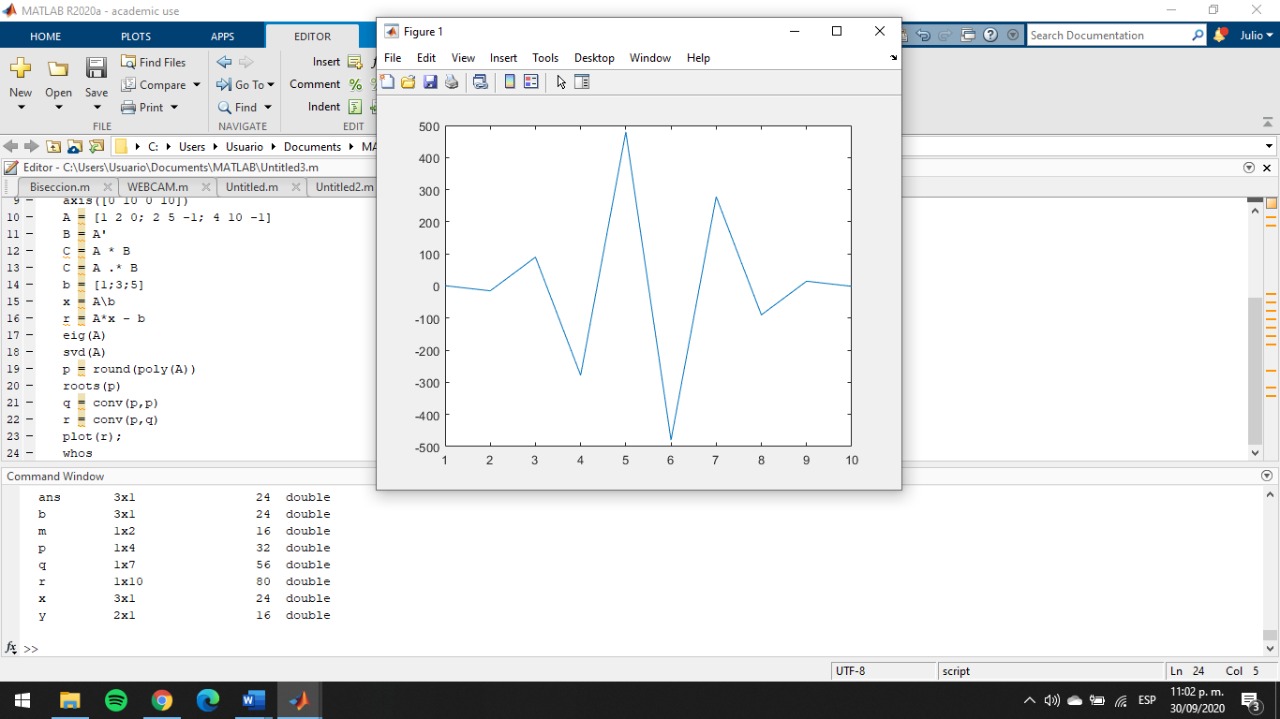 MATLAB R2020a - academic use
HOME PLOTS APPS EDITOR
Search Documentation
Julio
New Open Save
Find Files
Compare
Print
FILE
Go To
Find
NAVIGATE
Insert
Comment
Indent
EDIT
C: Users Usuario Documents MA
Editor - C:\Users\Usuario\Documents\MATLAB\Untitled3.m
Biseccion.m WEBCAM.m Untitled.m Untitled2.m
9 axis([0 10 0 10])
10 A = [1 2 0; 2 5 -1; 4 10 -1]
11 B = A'
12 C = A * B
13 C = A .* B
14 b = [1;3;5]
15 x = A\b
16 r = A*x - b
17 eig(A)
18 svd(A)
19 p = round(poly(A))
20 roots(p)
21 q = conv(p,p)
22 r = conv(p,q)
23 plot(r);
24 whos
Figure 1
File Edit View Insert Tools Desktop Window Help
500
400
300
200
100
0
-100
-200
-300
-400
-500
1 2 3 4 5 6 7 8 9 10
Command Window
ans 3x1 24 double
b 3x1 24 double
m 1x2 16 double
p 1x4 32 double
q 1x7 56 double
r 1x10 80 double
x 3x1 24 double
y 2x1 16 double
fx >>
UTF-8 script Ln 24 Col 5
ESP
11:02 p. m.
30/09/2020
3